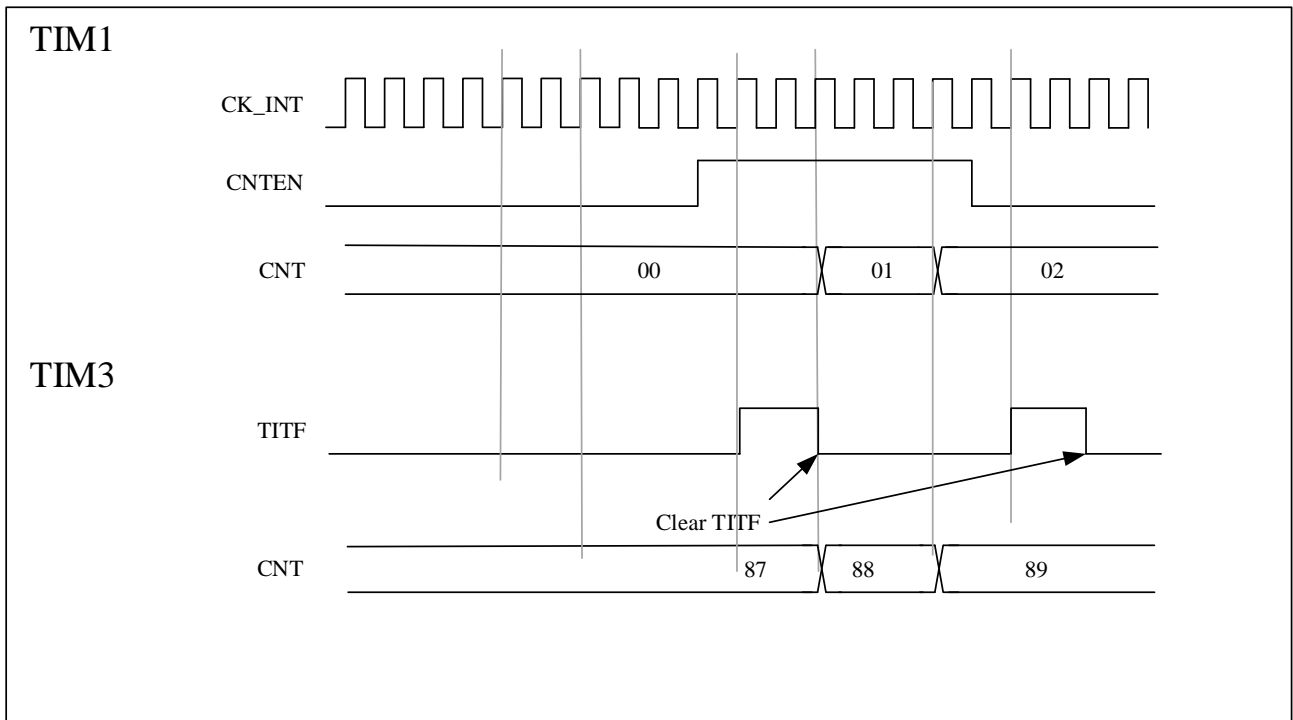 TIM1
CK_INT
CNTEN
CNT 00 01 02
TIM3
TITF
Clear TITF
CNT 87 88 89